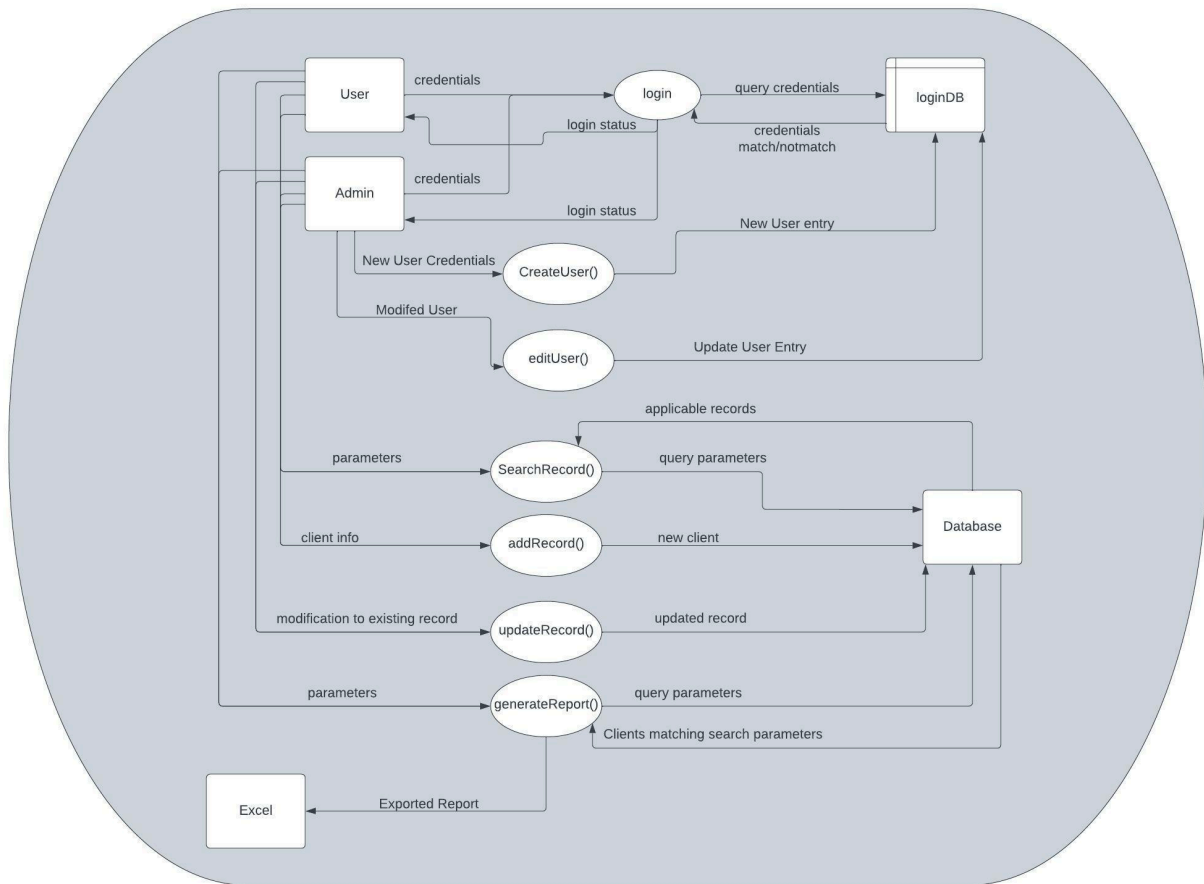 User
credentials
login
query credentials
loginDB
login status
credentials
match/notmatch
Admin
credentials
login status
New User entry
New User Credentials
CreateUser()
Modifed User
editUser()
Update User Entry
applicable records
parameters
SearchRecord()
query parameters
Database
client info
addRecord()
new client
modification to existing record
updateRecord()
updated record
parameters
generateReport()
query parameters
Clients matching search parameters
Excel
Exported Report